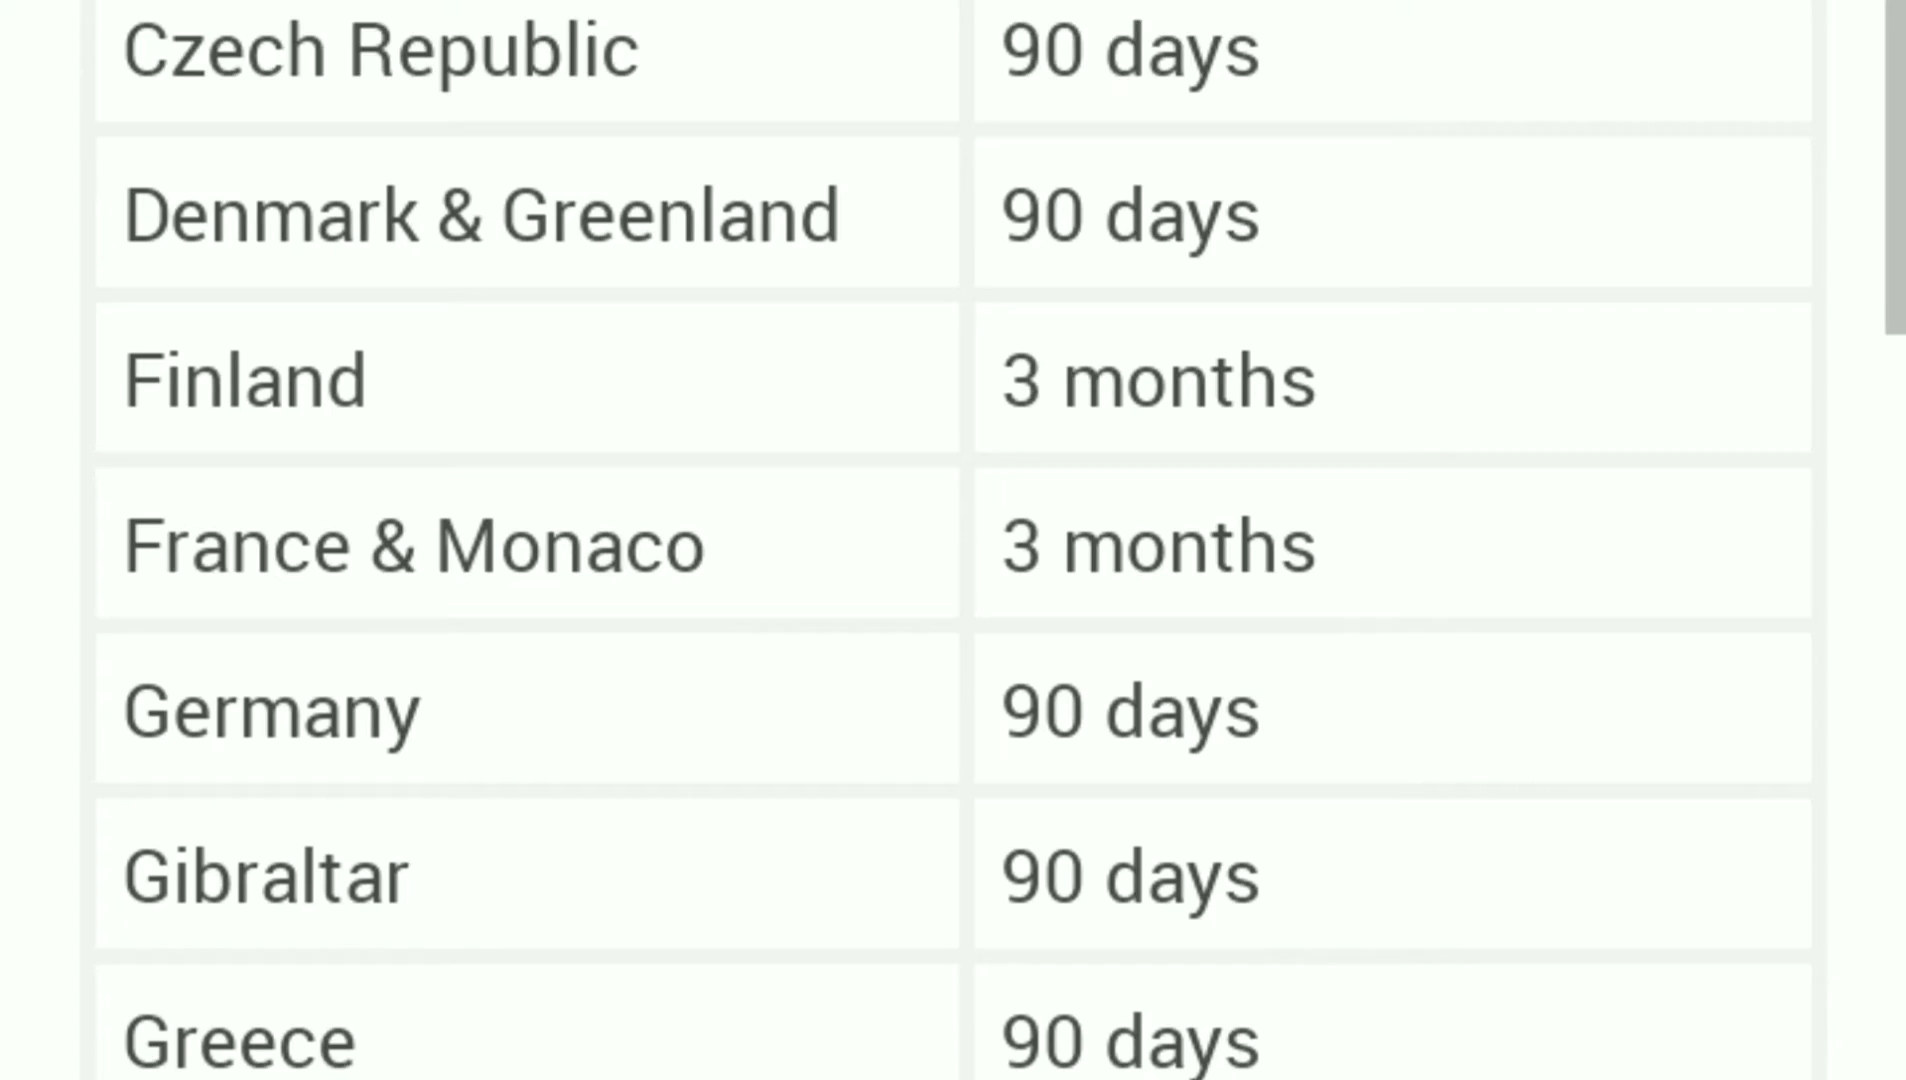 Czech Republic 90 days
Denmark & Greenland 90 days
Finland 3 months
France & Monaco 3 months
Germany 90 days
Gibraltar 90 days
Greece 90 days